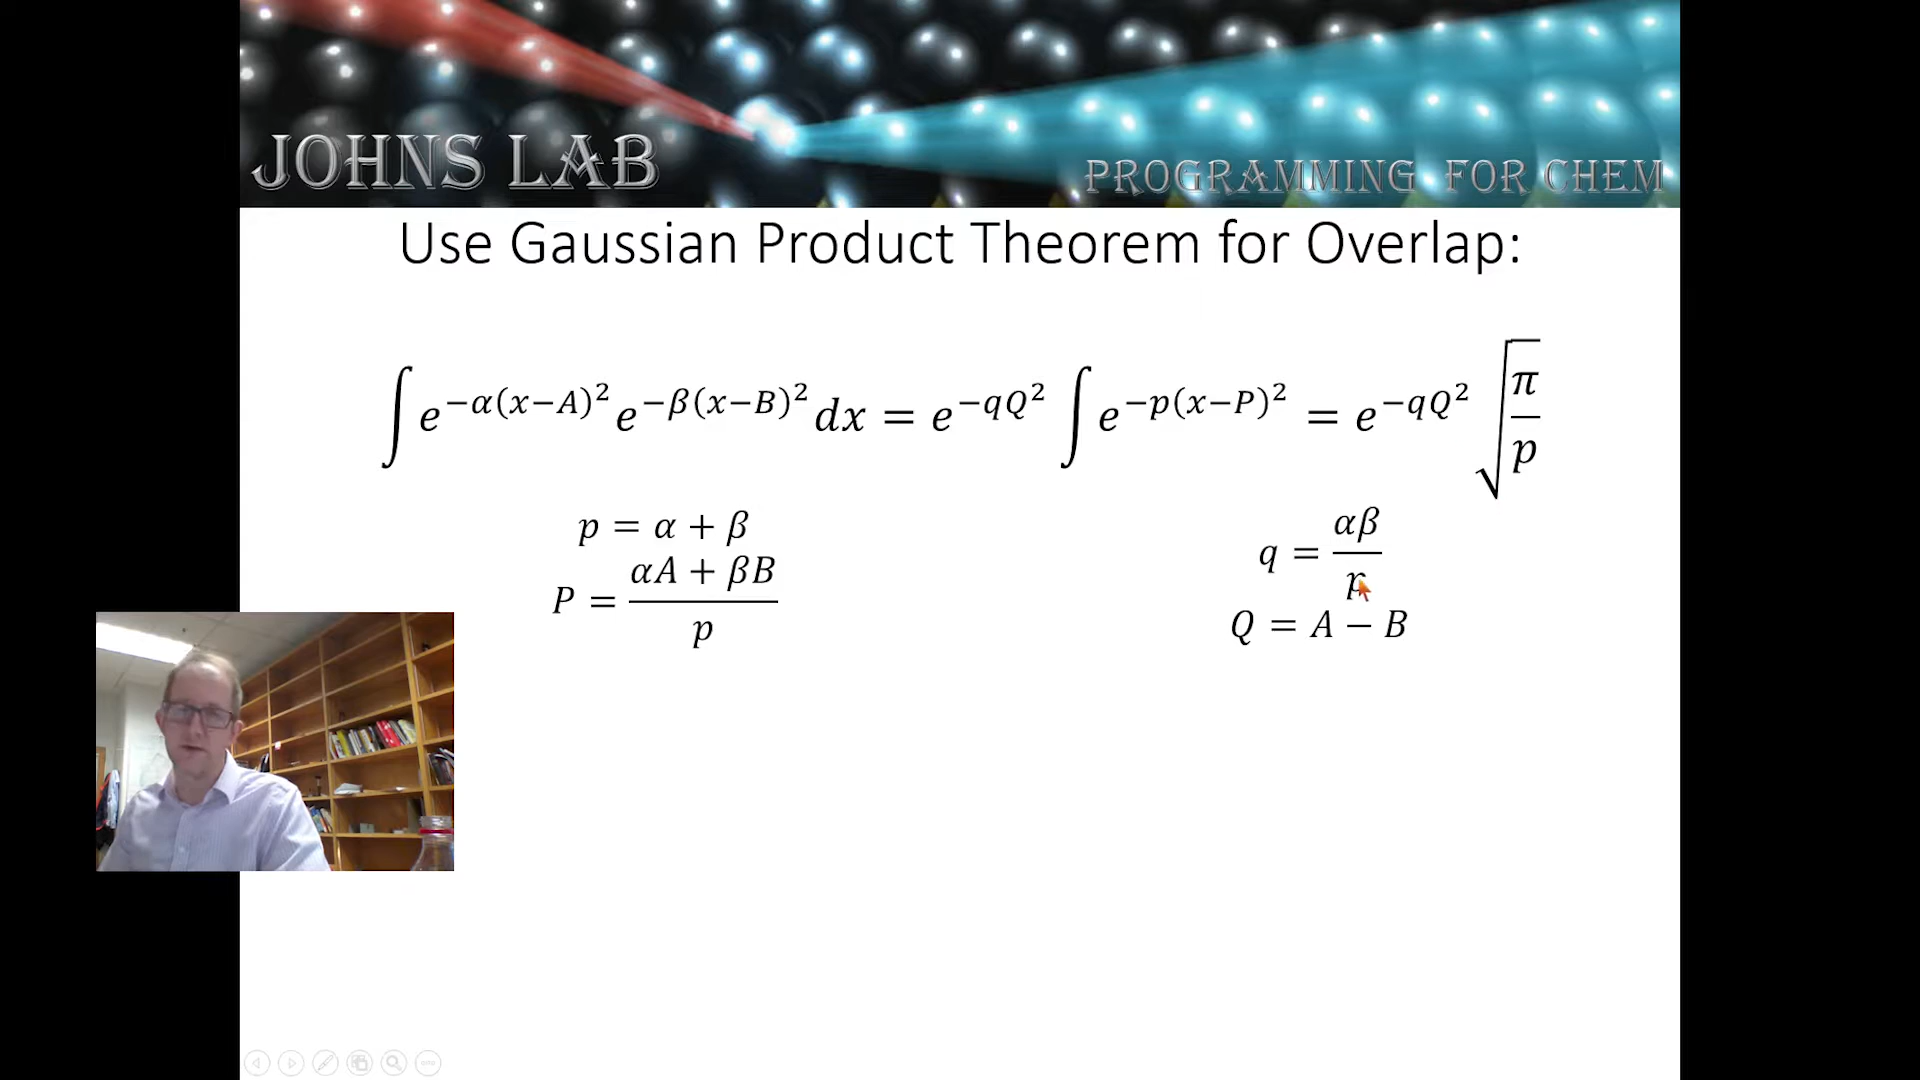 JOHNS LAB
PROGRAMMING FOR CHEM
Use Gaussian Product Theorem for Overlap:
∫ e^{−α(x−A)^2} e^{−β(x−B)^2} dx = e^{−qQ^2} ∫ e^{−p(x−P)^2} = e^{−qQ^2} √(π/p)
p = α + β
P = (αA + βB)/p
q = αβ/p
Q = A − B